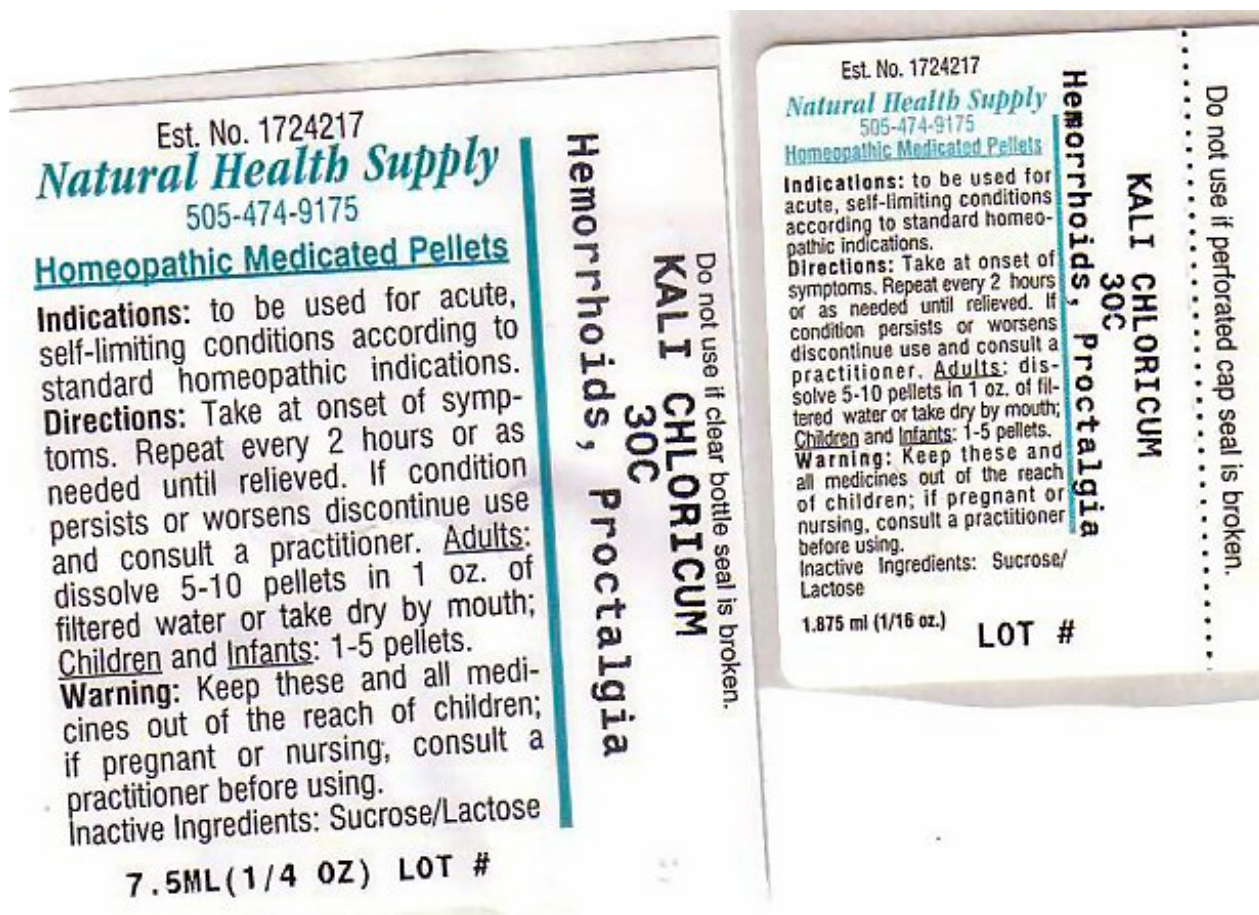 Est. No. 1724217
Natural Health Supply
505-474-9175
Homeopathic Medicated Pellets
Indications: to be used for acute,
self-limiting conditions according to
standard homeopathic indications.
Directions: Take at onset of symp-
toms. Repeat every 2 hours or as
needed until relieved. If condition
persists or worsens discontinue use
and consult a practitioner. Adults:
dissolve 5-10 pellets in 1 oz. of
filtered water or take dry by mouth;
Children and Infants: 1-5 pellets.
Warning: Keep these and all medi-
cines out of the reach of children;
if pregnant or nursing, consult a
practitioner before using.
Inactive Ingredients: Sucrose/Lactose
7.5ML(1/4 OZ) LOT #
Hemorrhoids, Proctalgia
30C
KALI CHLORICUM
Do not use if clear bottle seal is broken.
Est. No. 1724217
Natural Health Supply
505-474-9175
Homeopathic Medicated Pellets
Indications: to be used for
acute, self-limiting conditions
according to standard homeo-
pathic indications.
Directions: Take at onset of
symptoms. Repeat every 2 hours
or as needed until relieved. If
condition persists or worsens
discontinue use and consult a
practitioner. Adults: dis-
solve 5-10 pellets in 1 oz. of fil-
tered water or take dry by mouth;
Children and Infants: 1-5 pellets.
Warning: Keep these and
all medicines out of the reach
of children; if pregnant or
nursing, consult a practitioner
before using.
Inactive Ingredients: Sucrose/
Lactose
1.875 ml (1/16 oz.) LOT #
Hemorrhoids, Proctalgia
30C
KALI CHLORICUM
Do not use if perforated cap seal is broken.